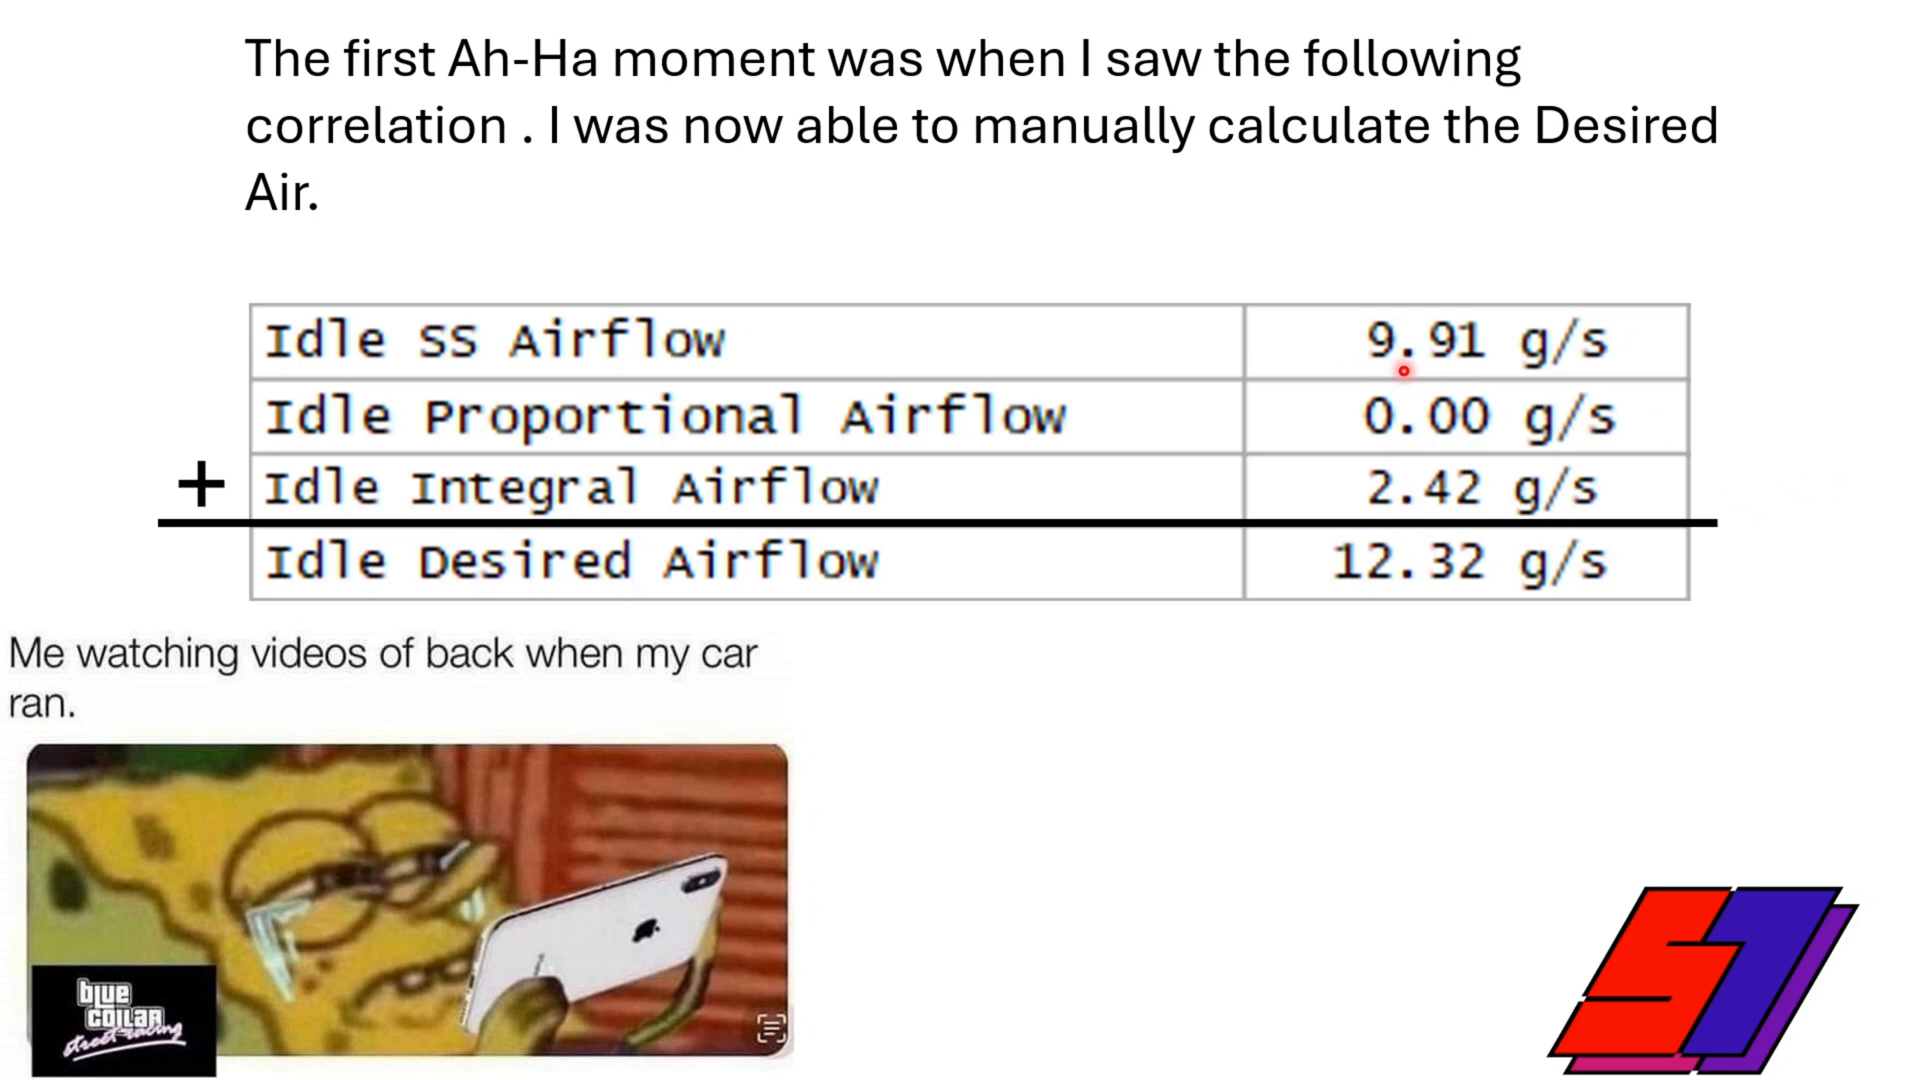 The first Ah-Ha moment was when I saw the following
correlation . I was now able to manually calculate the Desired
Air.
Idle SS Airflow 9.91 g/s
Idle Proportional Airflow 0.00 g/s
+ Idle Integral Airflow 2.42 g/s
Idle Desired Airflow 12.32 g/s
Me watching videos of back when my car
ran.
blue
collar
street racing